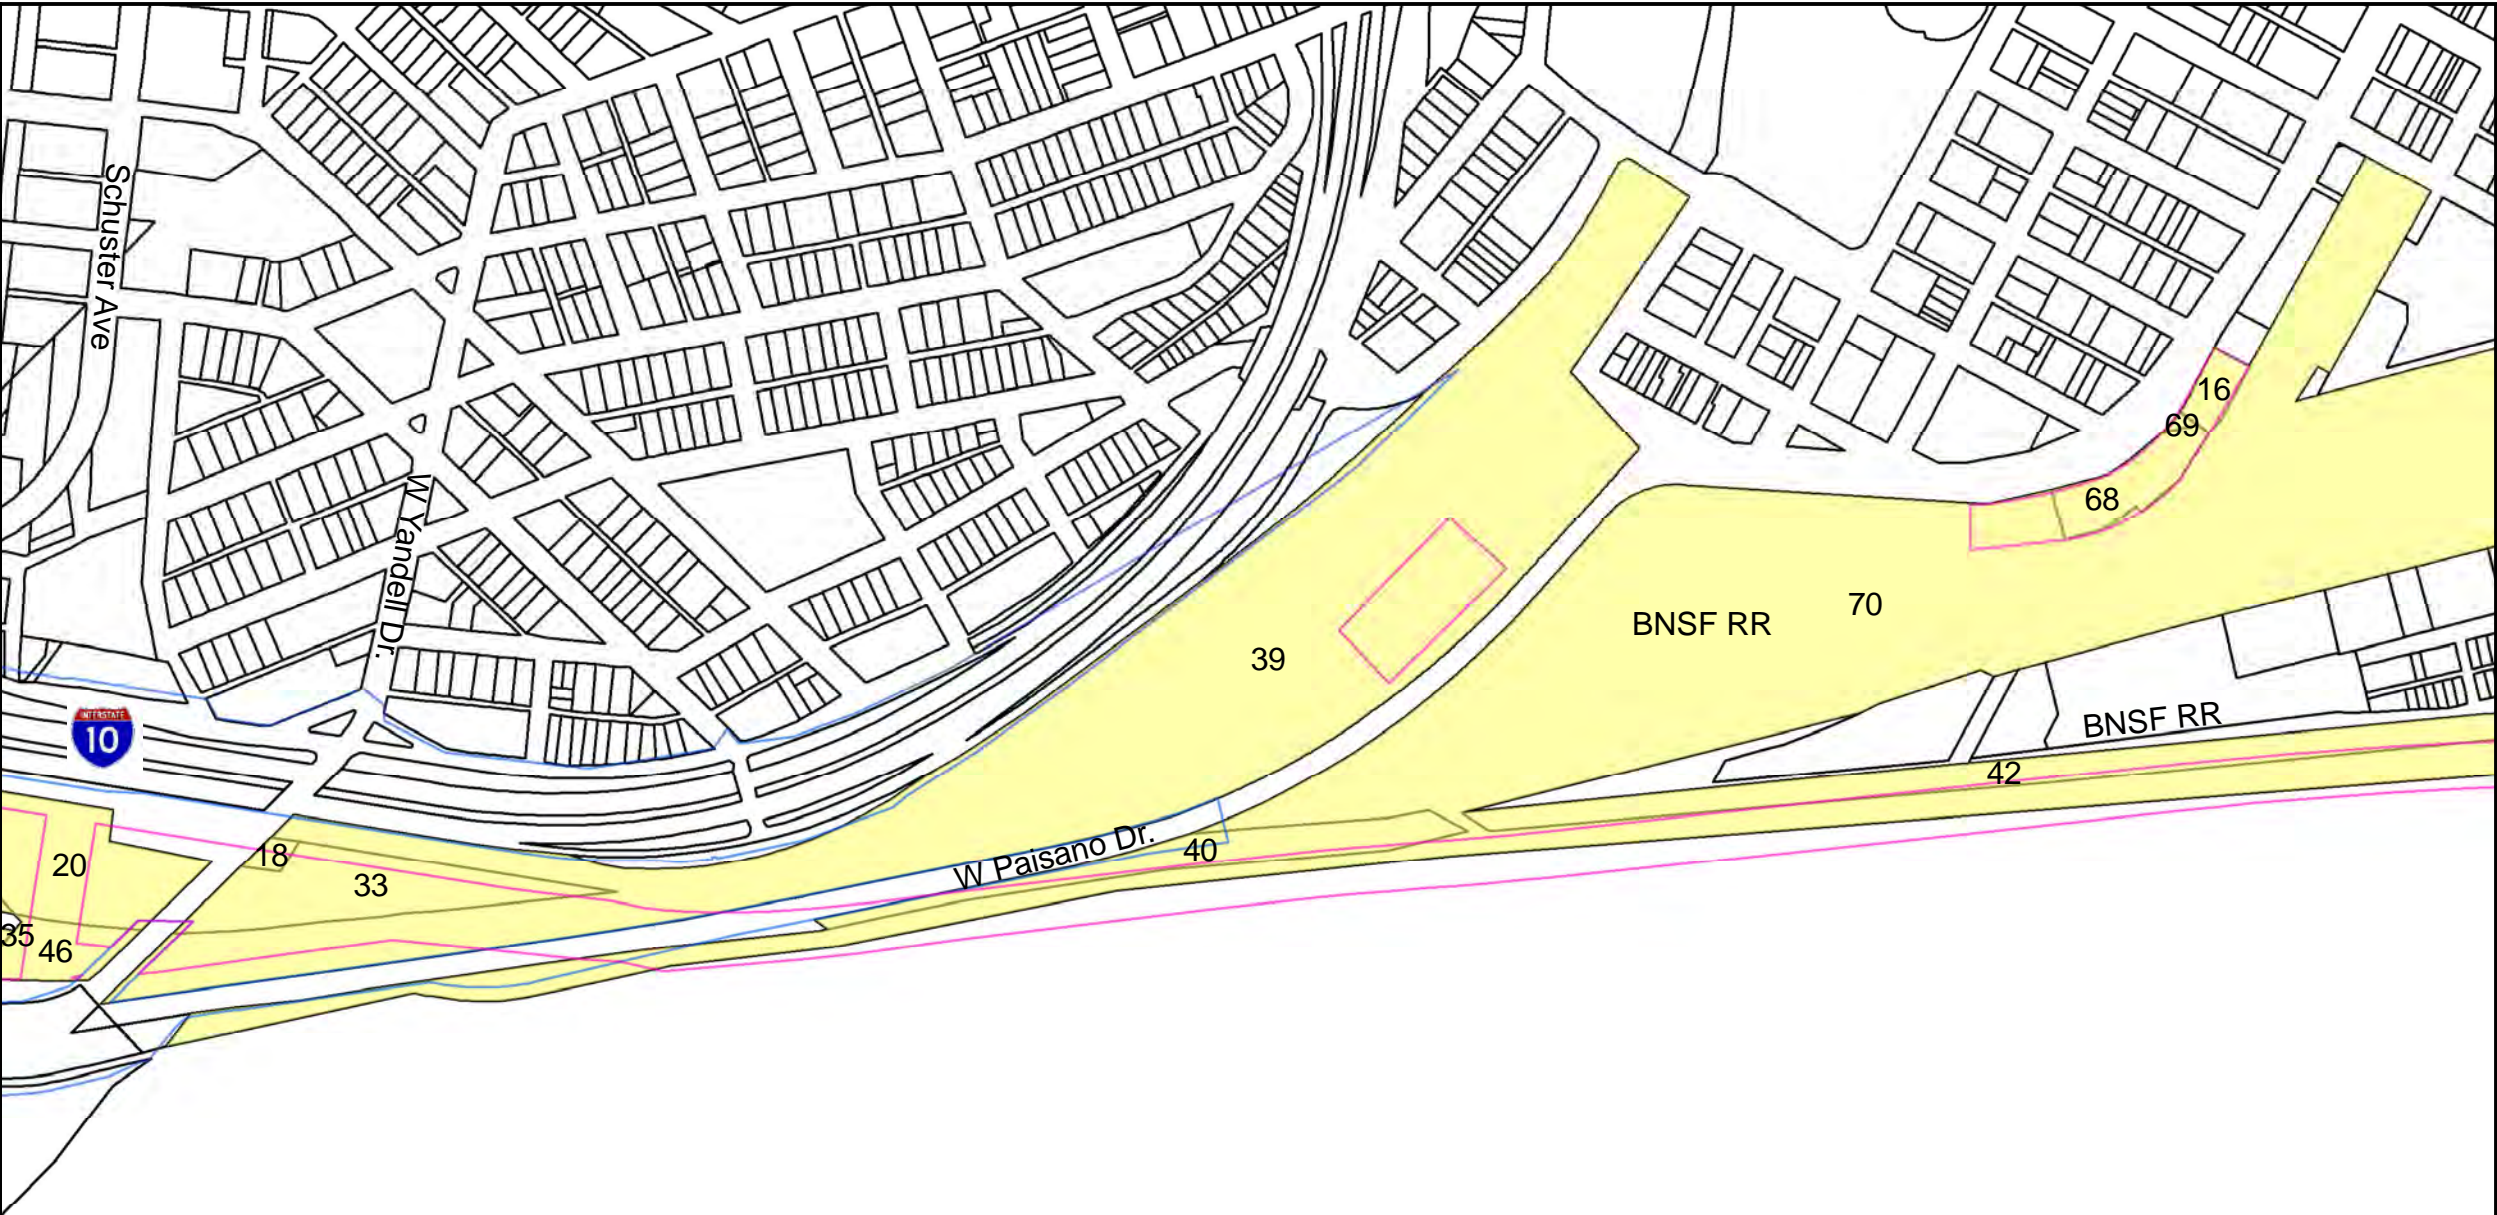 Schuster Ave
16
69
W Yandell Dr.
68
70
BNSF RR
39
BNSF RR
INTERSTATE
10
42
W Paisano Dr.
40
18
20
33
35
46